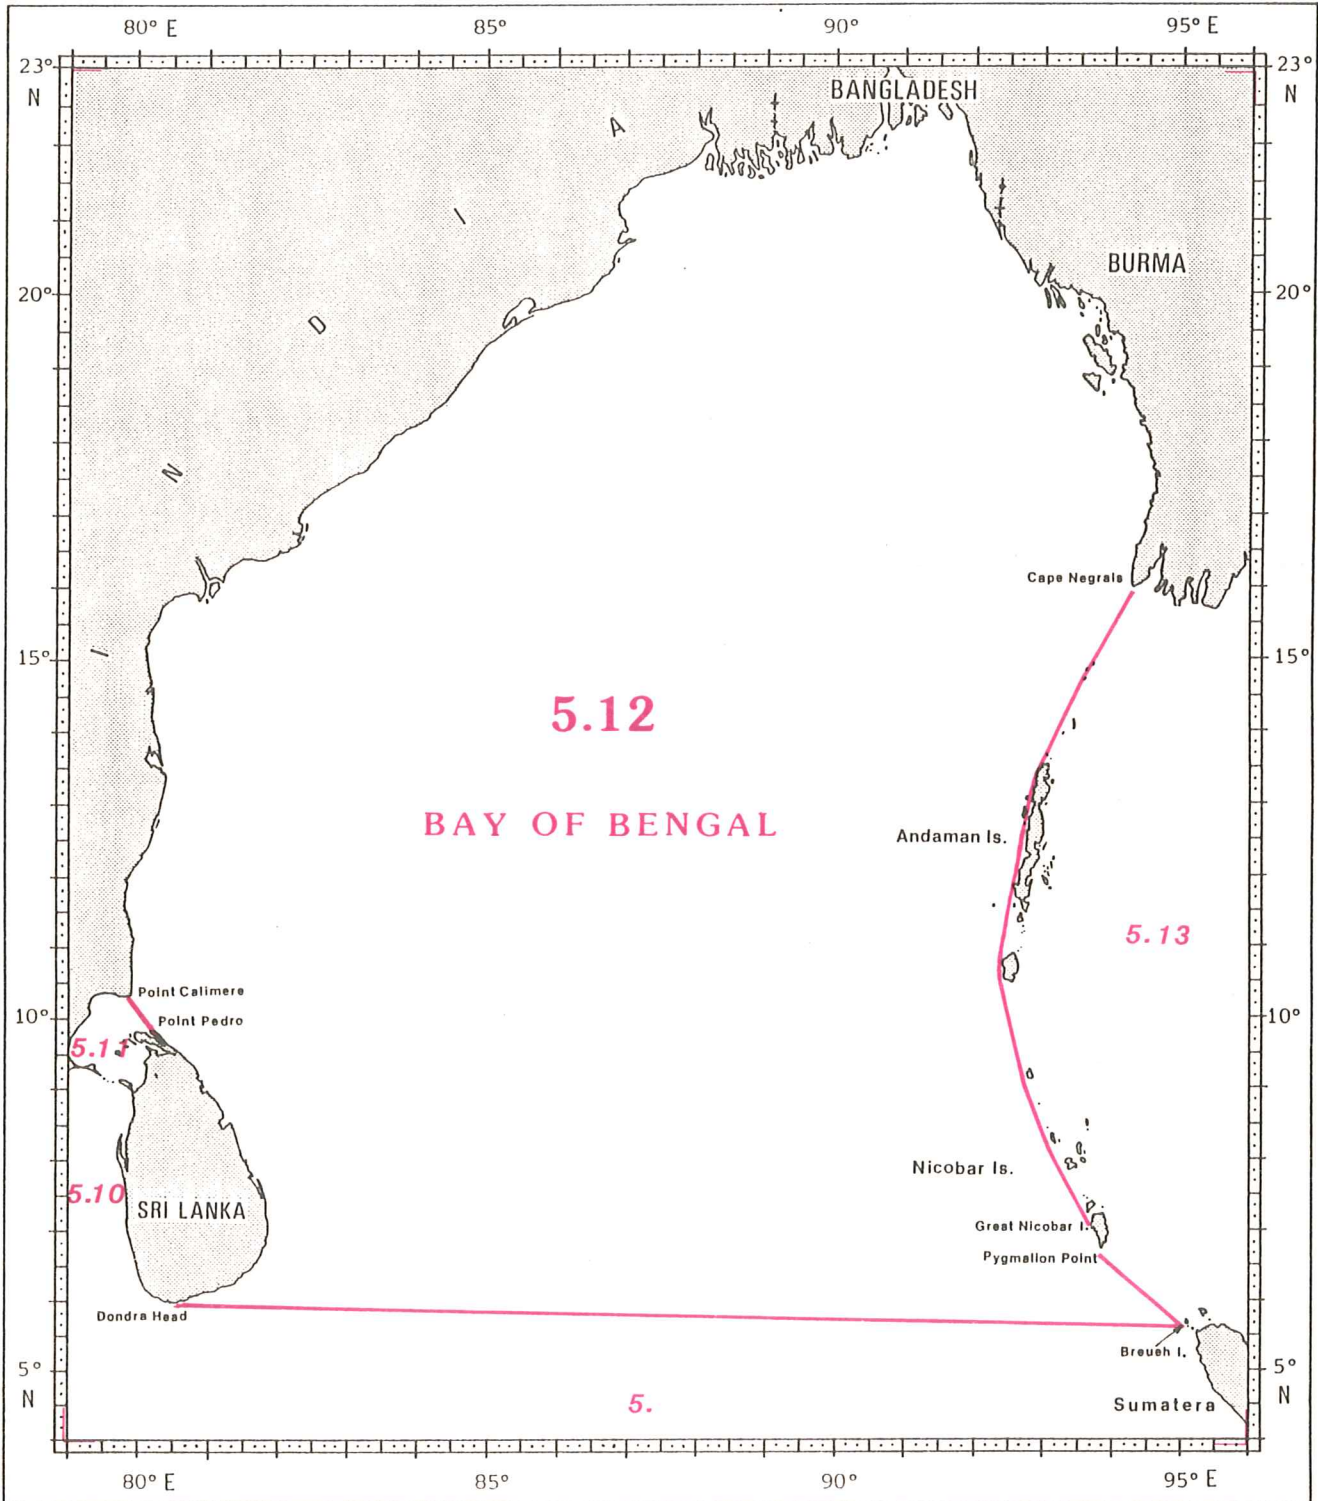 80° E 85° 90° 95° E
23° 23°
N N
BANGLADESH
INDIA
BURMA
20° 20°
Cape Negrais
15° 15°
5.12
BAY OF BENGAL
Andaman Is.
5.13
Point Calimere
10° 10°
Point Pedro
5.11
Nicobar Is.
5.10
SRI LANKA
Great Nicobar I.
Pygmalion Point
Dondra Head
Breueh I.
5° 5°
N N
5.
Sumatera
80° E 85° 90° 95° E